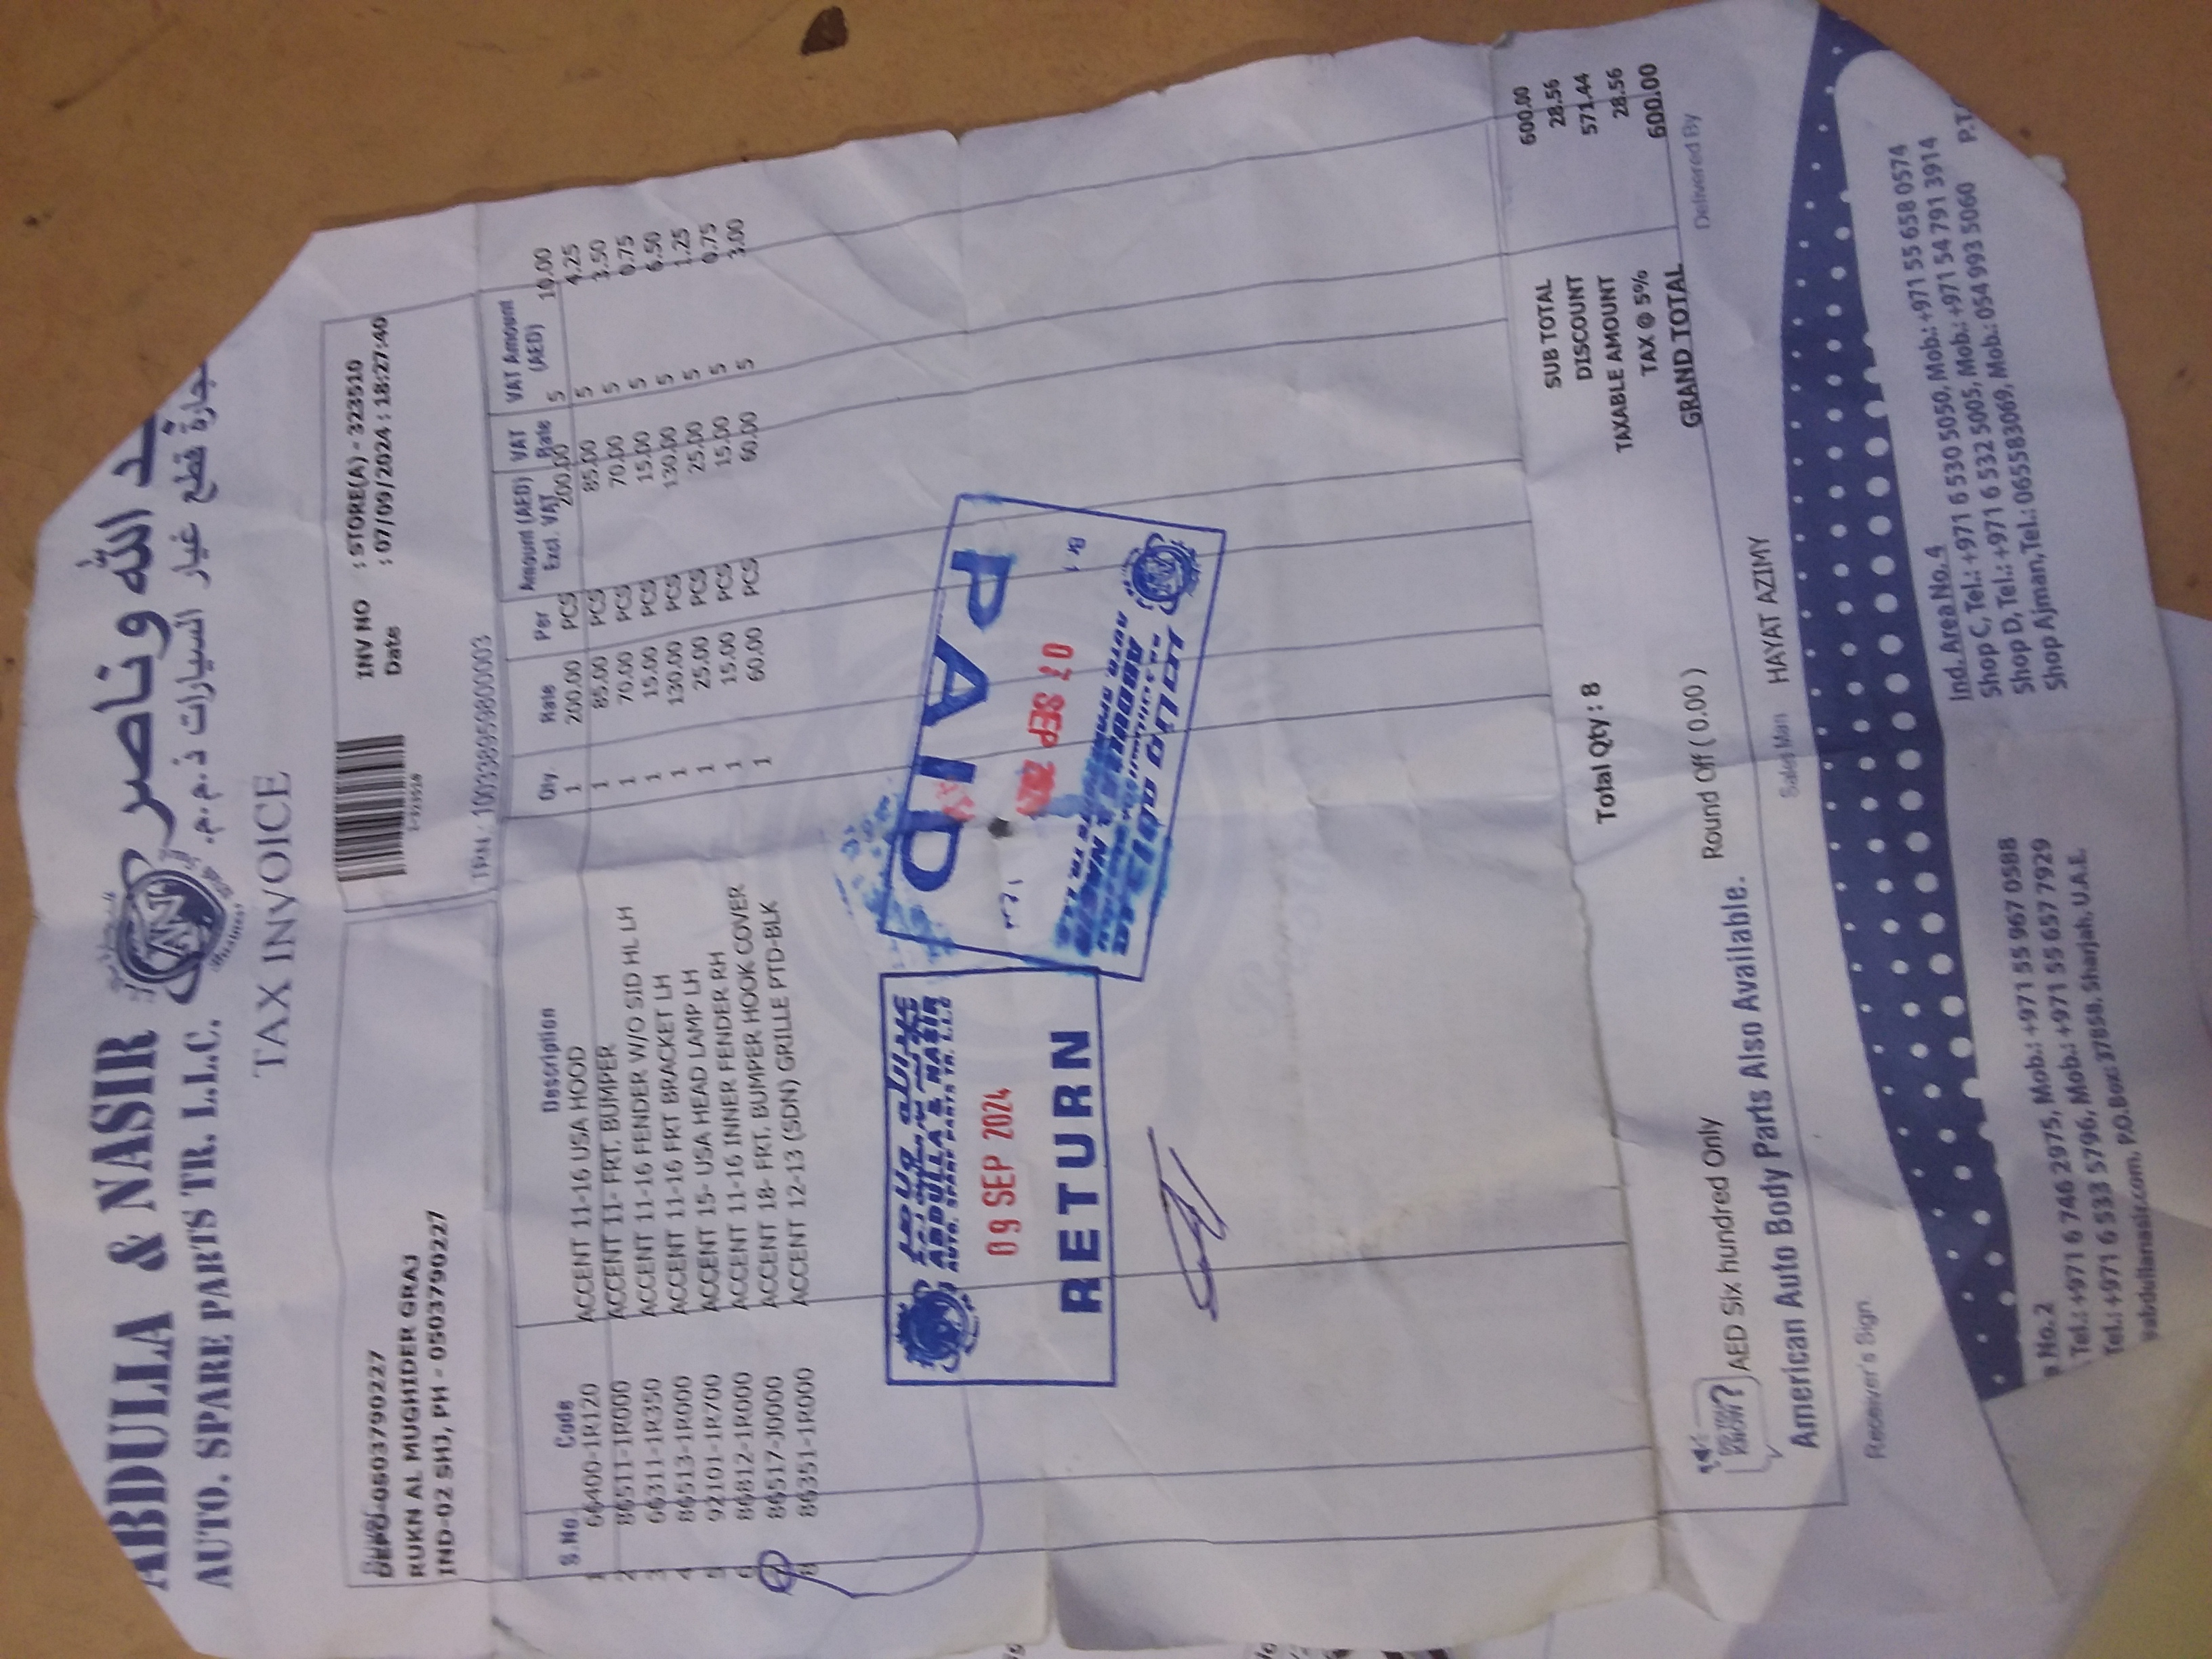 ABDULLA & NASIR
AUTO. SPARE PARTS TR. L.L.C.
الله وناصر
قطع غيار السيارات ذ.م.م.
TAX INVOICE
DEPO-0503790227
RUKN AL MUGHIDER GRAJ
IND-02 SHJ, PH - 0503790227
1-323510
INV NO : STORE(A) - 323510
Date : 07/09/2024 : 18:27:40
TRN.: 100389559800003
S.No. Code Description Qty. Rate Per Amount (AED) Excl. VAT VAT Rate VAT Amount (AED)
1 66400-1R120 ACCENT 11-16 USA HOOD 1 200.00 PCS 200.00 5 10.00
2 86511-1R000 ACCENT 11- FRT. BUMPER 1 85.00 PCS 85.00 5 4.25
3 66311-1R350 ACCENT 11-16 FENDER W/O SID HL LH 1 70.00 PCS 70.00 5 3.50
4 86513-1R000 ACCENT 11-16 FRT BRACKET LH 1 15.00 PCS 15.00 5 0.75
5 92101-1R700 ACCENT 15- USA HEAD LAMP LH 1 130.00 PCS 130.00 5 6.50
6 86812-1R000 ACCENT 11-16 INNER FENDER RH 1 25.00 PCS 25.00 5 1.25
7 86517-J0000 ACCENT 18- FRT. BUMPER HOOK COVER 1 15.00 PCS 15.00 5 0.75
8 86351-1R000 ACCENT 12-13 (SDN) GRILLE PTD-BLK 1 60.00 PCS 60.00 5 3.00
ABDULLA & NASIR
AUTO. SPARE PARTS TR. L.L.C
09 SEP 2024
RETURN
PAID
07 SEP
Br-1
Total Qty : 8
SUB TOTAL 600.00
DISCOUNT 28.56
TAXABLE AMOUNT 571.44
TAX @ 5% 28.56
GRAND TOTAL 600.00
AED Six hundred Only
Round Off ( 0.00 )
American Auto Body Parts Also Available.
Receiver's Sign
Sales Man HAYAT AZIMY
Delivered By
No.2
Tel.: +971 6 746 2975, Mob.: +971 55 967 0588
Tel.: +971 6 533 5796, Mob.: +971 55 657 7929
P.O.Box: 37858, Sharjah, U.A.E.
Ind. Area No. 4
Shop C, Tel.: +971 6 530 5050, Mob.: +971 55 658 0574
Shop D, Tel.: +971 6 532 5005, Mob.: +971 54 791 3914
Shop Ajman, Tel.: 065583069, Mob.: 054 993 5060